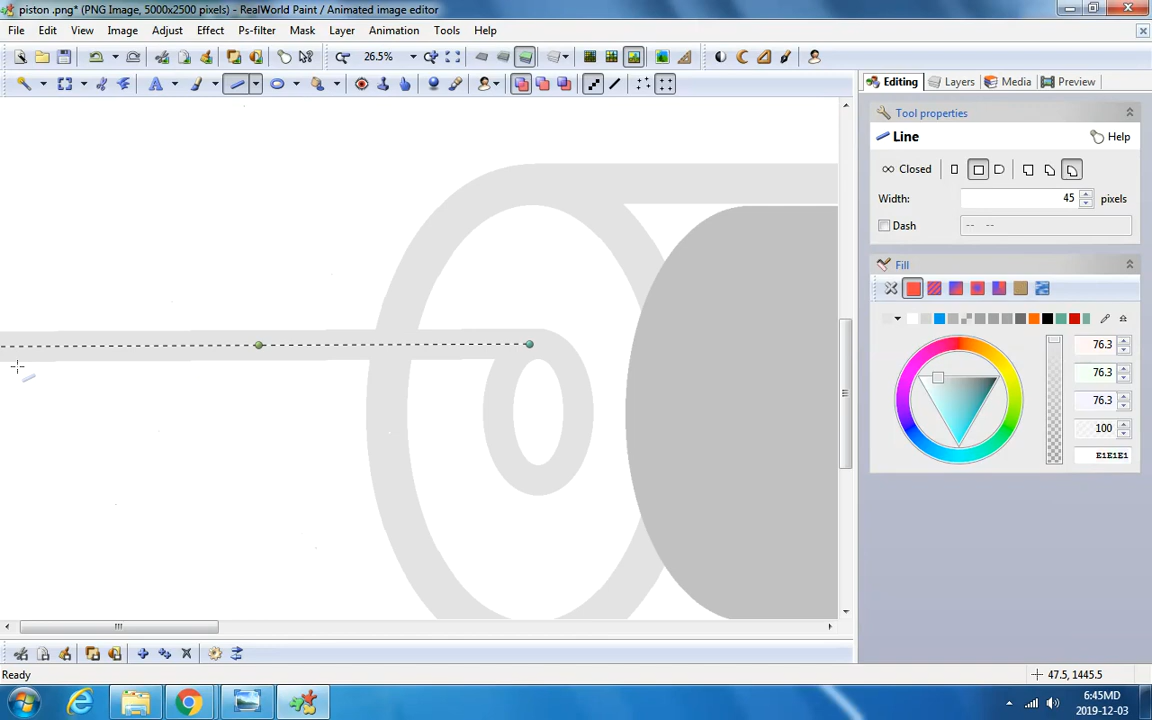 piston .png* (PNG Image, 5000x2500 pixels) - RealWorld Paint / Animated image editor
File Edit View Image Adjust Effect Ps-filter Mask Layer Animation Tools Help
26.5%
Editing Layers Media Preview
Tool properties
Line Help
Closed
Width: 45 pixels
Dash -- --
Fill
76.3
76.3
76.3
100
E1E1E1
Ready 47.5, 1445.5
6:45MD
2019-12-03